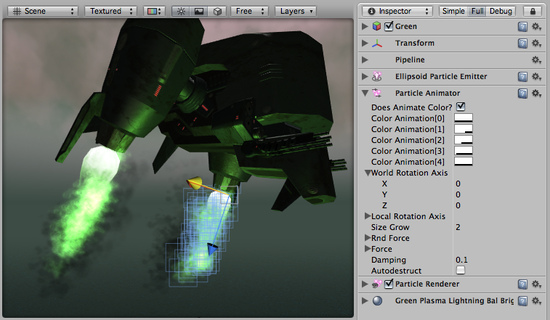 Scene
Textured
Free
Layers
Inspector
Simple Full Debug
Green
Transform
Pipeline
Ellipsoid Particle Emitter
Particle Animator
Does Animate Color?
Color Animation[0]
Color Animation[1]
Color Animation[2]
Color Animation[3]
Color Animation[4]
World Rotation Axis
X 0
Y 0
Z 0
Local Rotation Axis
Size Grow 2
Rnd Force
Force
Damping 0.1
Autodestruct
Particle Renderer
Green Plasma Lightning Bal Brig